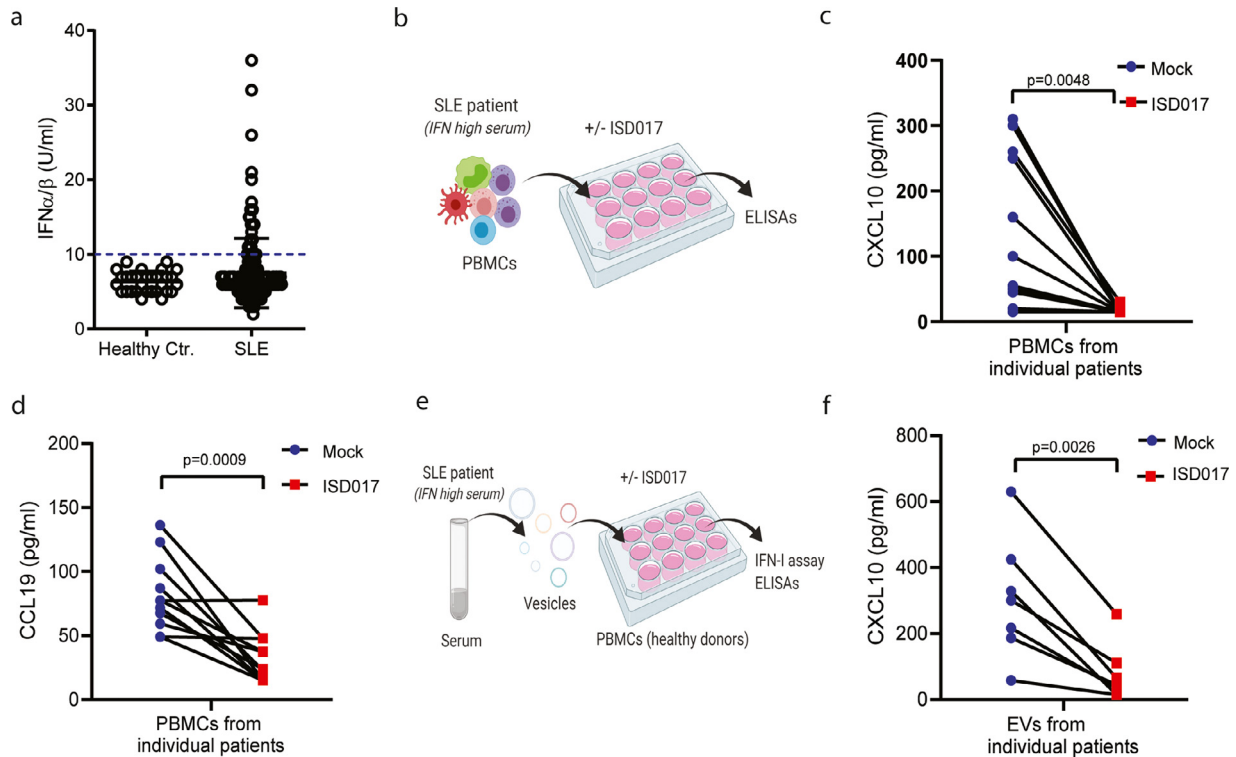 a
IFNα/β (U/ml)
40
30
20
10
0
Healthy Ctr.
SLE
b
SLE patient
(IFN high serum)
+/- ISD017
PBMCs
ELISAs
c
CXCL10 (pg/ml)
400
300
200
100
0
p=0.0048
Mock
ISD017
PBMCs from
individual patients
d
CCL19 (pg/ml)
200
150
100
50
0
p=0.0009
Mock
ISD017
PBMCs from
individual patients
e
SLE patient
(IFN high serum)
+/- ISD017
Serum
Vesicles
PBMCs (healthy donors)
IFN-I assay
ELISAs
f
CXCL10 (pg/ml)
800
600
400
200
0
p=0.0026
Mock
ISD017
EVs from
individual patients